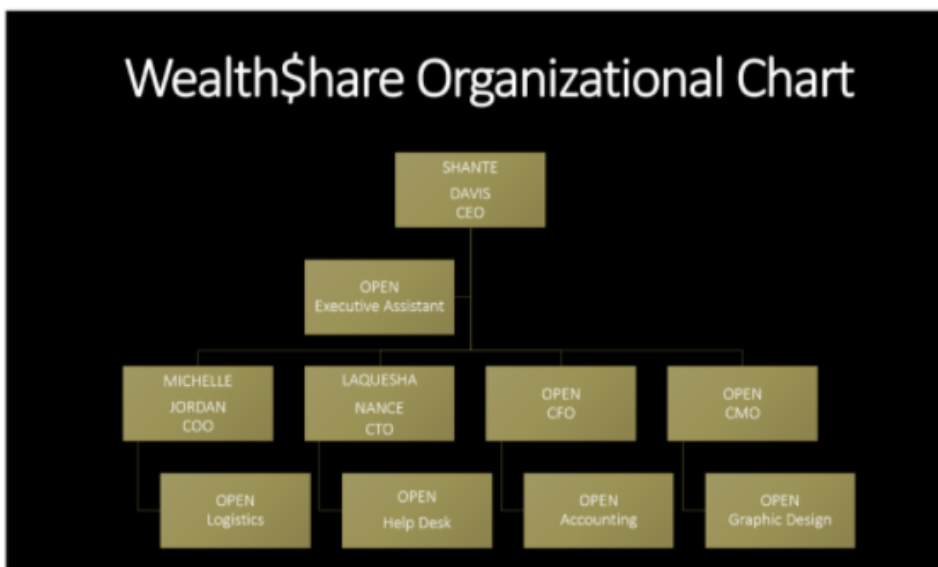 Wealth$hare Organizational Chart
SHANTE
DAVIS
CEO
OPEN
Executive Assistant
MICHELLE
JORDAN
COO
LAQUESHA
NANCE
CTO
OPEN
CFO
OPEN
CMO
OPEN
Logistics
OPEN
Help Desk
OPEN
Accounting
OPEN
Graphic Design